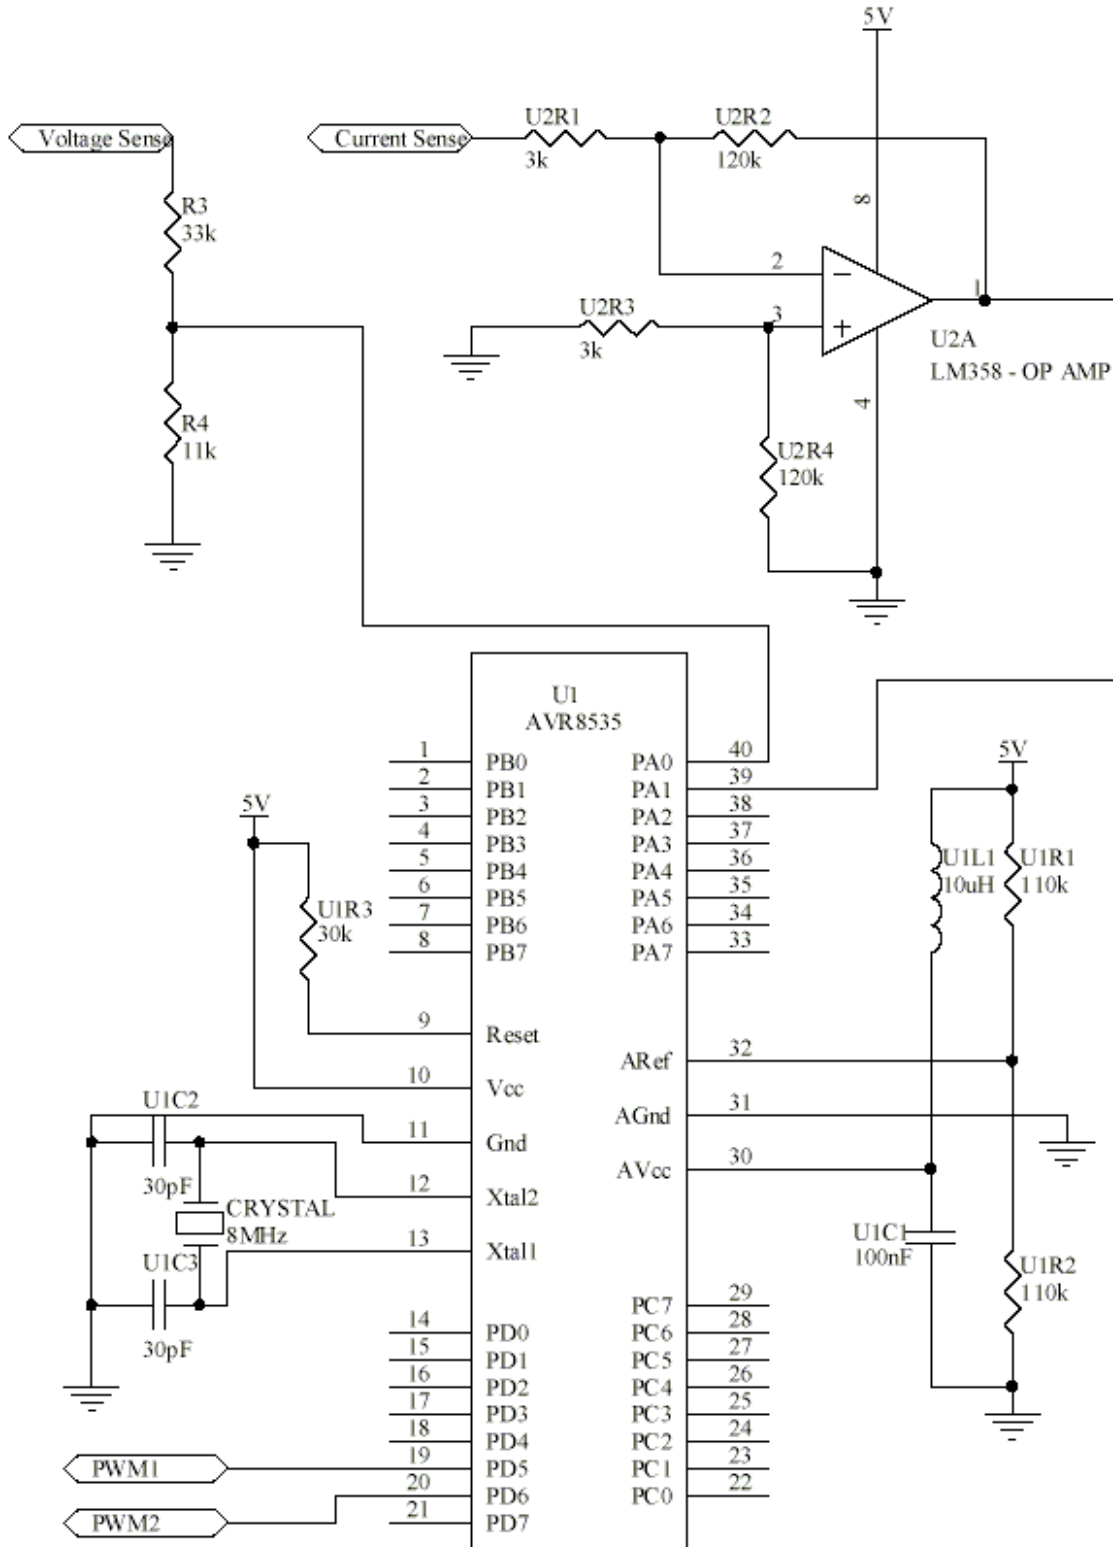 5V
Voltage Sense
Current Sense
U2R1
3k
U2R2
120k
R3
33k
8
2
3
1
U2R3
3k
U2A
LM358 - OP AMP
4
R4
11k
U2R4
120k
U1
AVR8535
1 PB0
2 PB1
3 PB2
4 PB3
5 PB4
6 PB5
7 PB6
8 PB7
PA0 40
PA1 39
PA2 38
PA3 37
PA4 36
PA5 35
PA6 34
PA7 33
5V
U1R3
30k
5V
U1L1
10uH
U1R1
110k
9 Reset
10 Vcc
11 Gnd
12 Xtal2
13 Xtal1
ARef 32
AGnd 31
AVcc 30
U1C2
30pF
CRYSTAL
8MHz
U1C3
30pF
U1C1
100nF
U1R2
110k
14 PD0
15 PD1
16 PD2
17 PD3
18 PD4
19 PD5
20 PD6
21 PD7
PC7 29
PC6 28
PC5 27
PC4 26
PC3 25
PC2 24
PC1 23
PC0 22
PWM1
PWM2